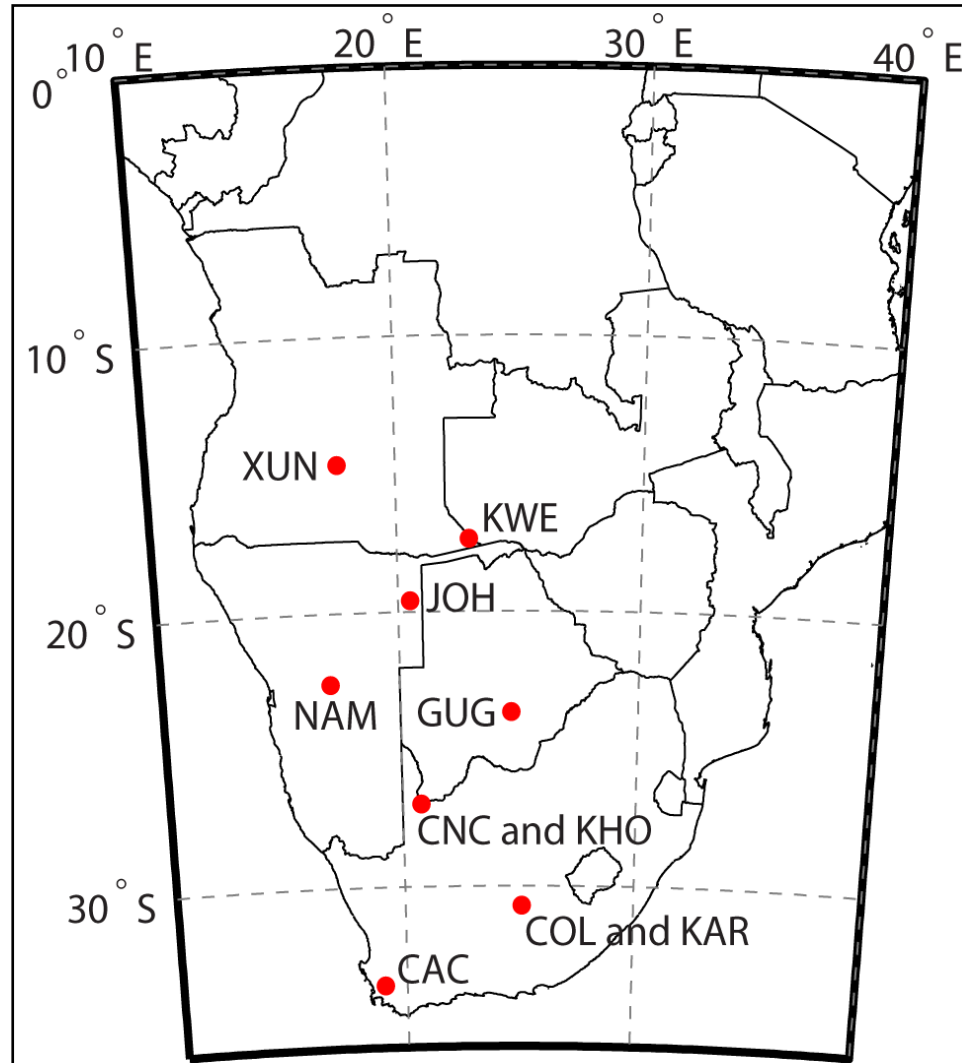 10° E
20° E
30° E
40° E
0°
10° S
XUN
KWE
JOH
20° S
NAM
GUG
CNC and KHO
30° S
COL and KAR
CAC